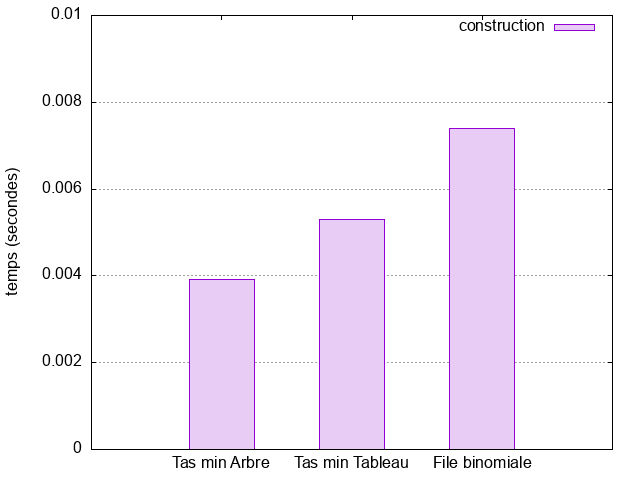 construction
0.01
0.008
0.006
0.004
0.002
0
temps (secondes)
Tas min Arbre
Tas min Tableau
File binomiale